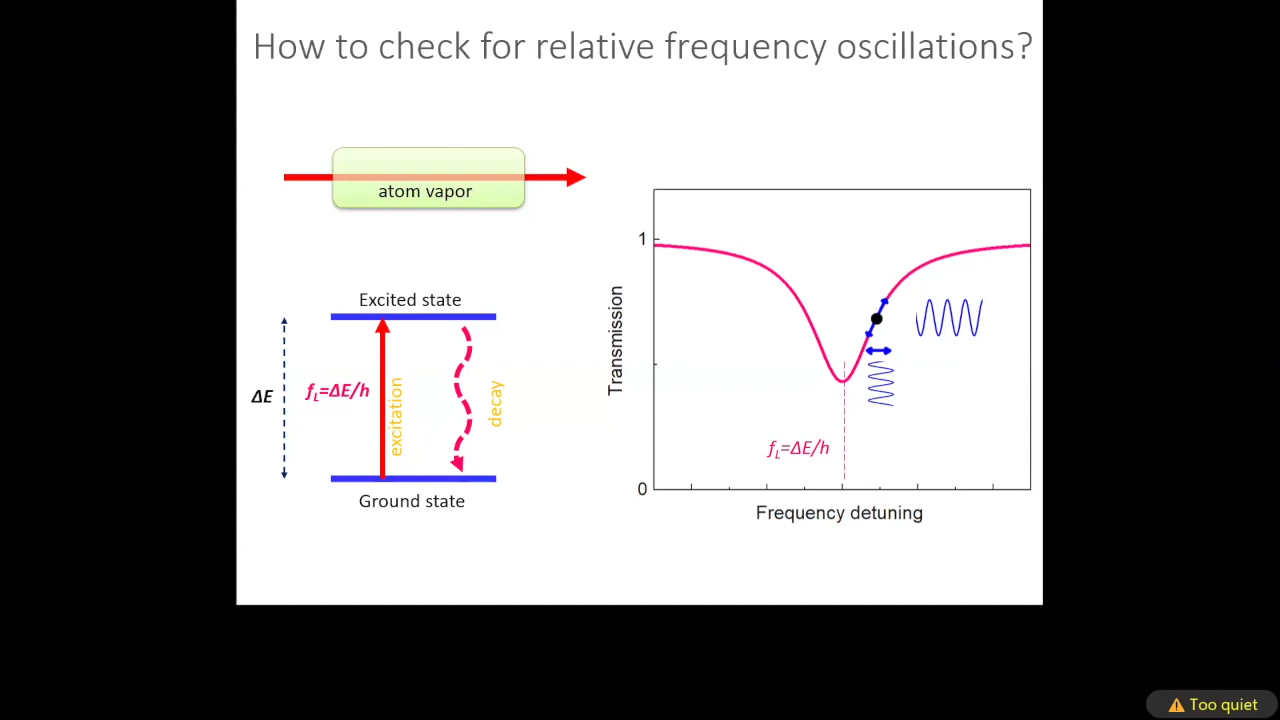 How to check for relative frequency oscillations?
atom vapor
Excited state
ΔE
f_L=ΔE/h
excitation
decay
Ground state
Transmission
1
0
f_L=ΔE/h
Frequency detuning
Too quiet